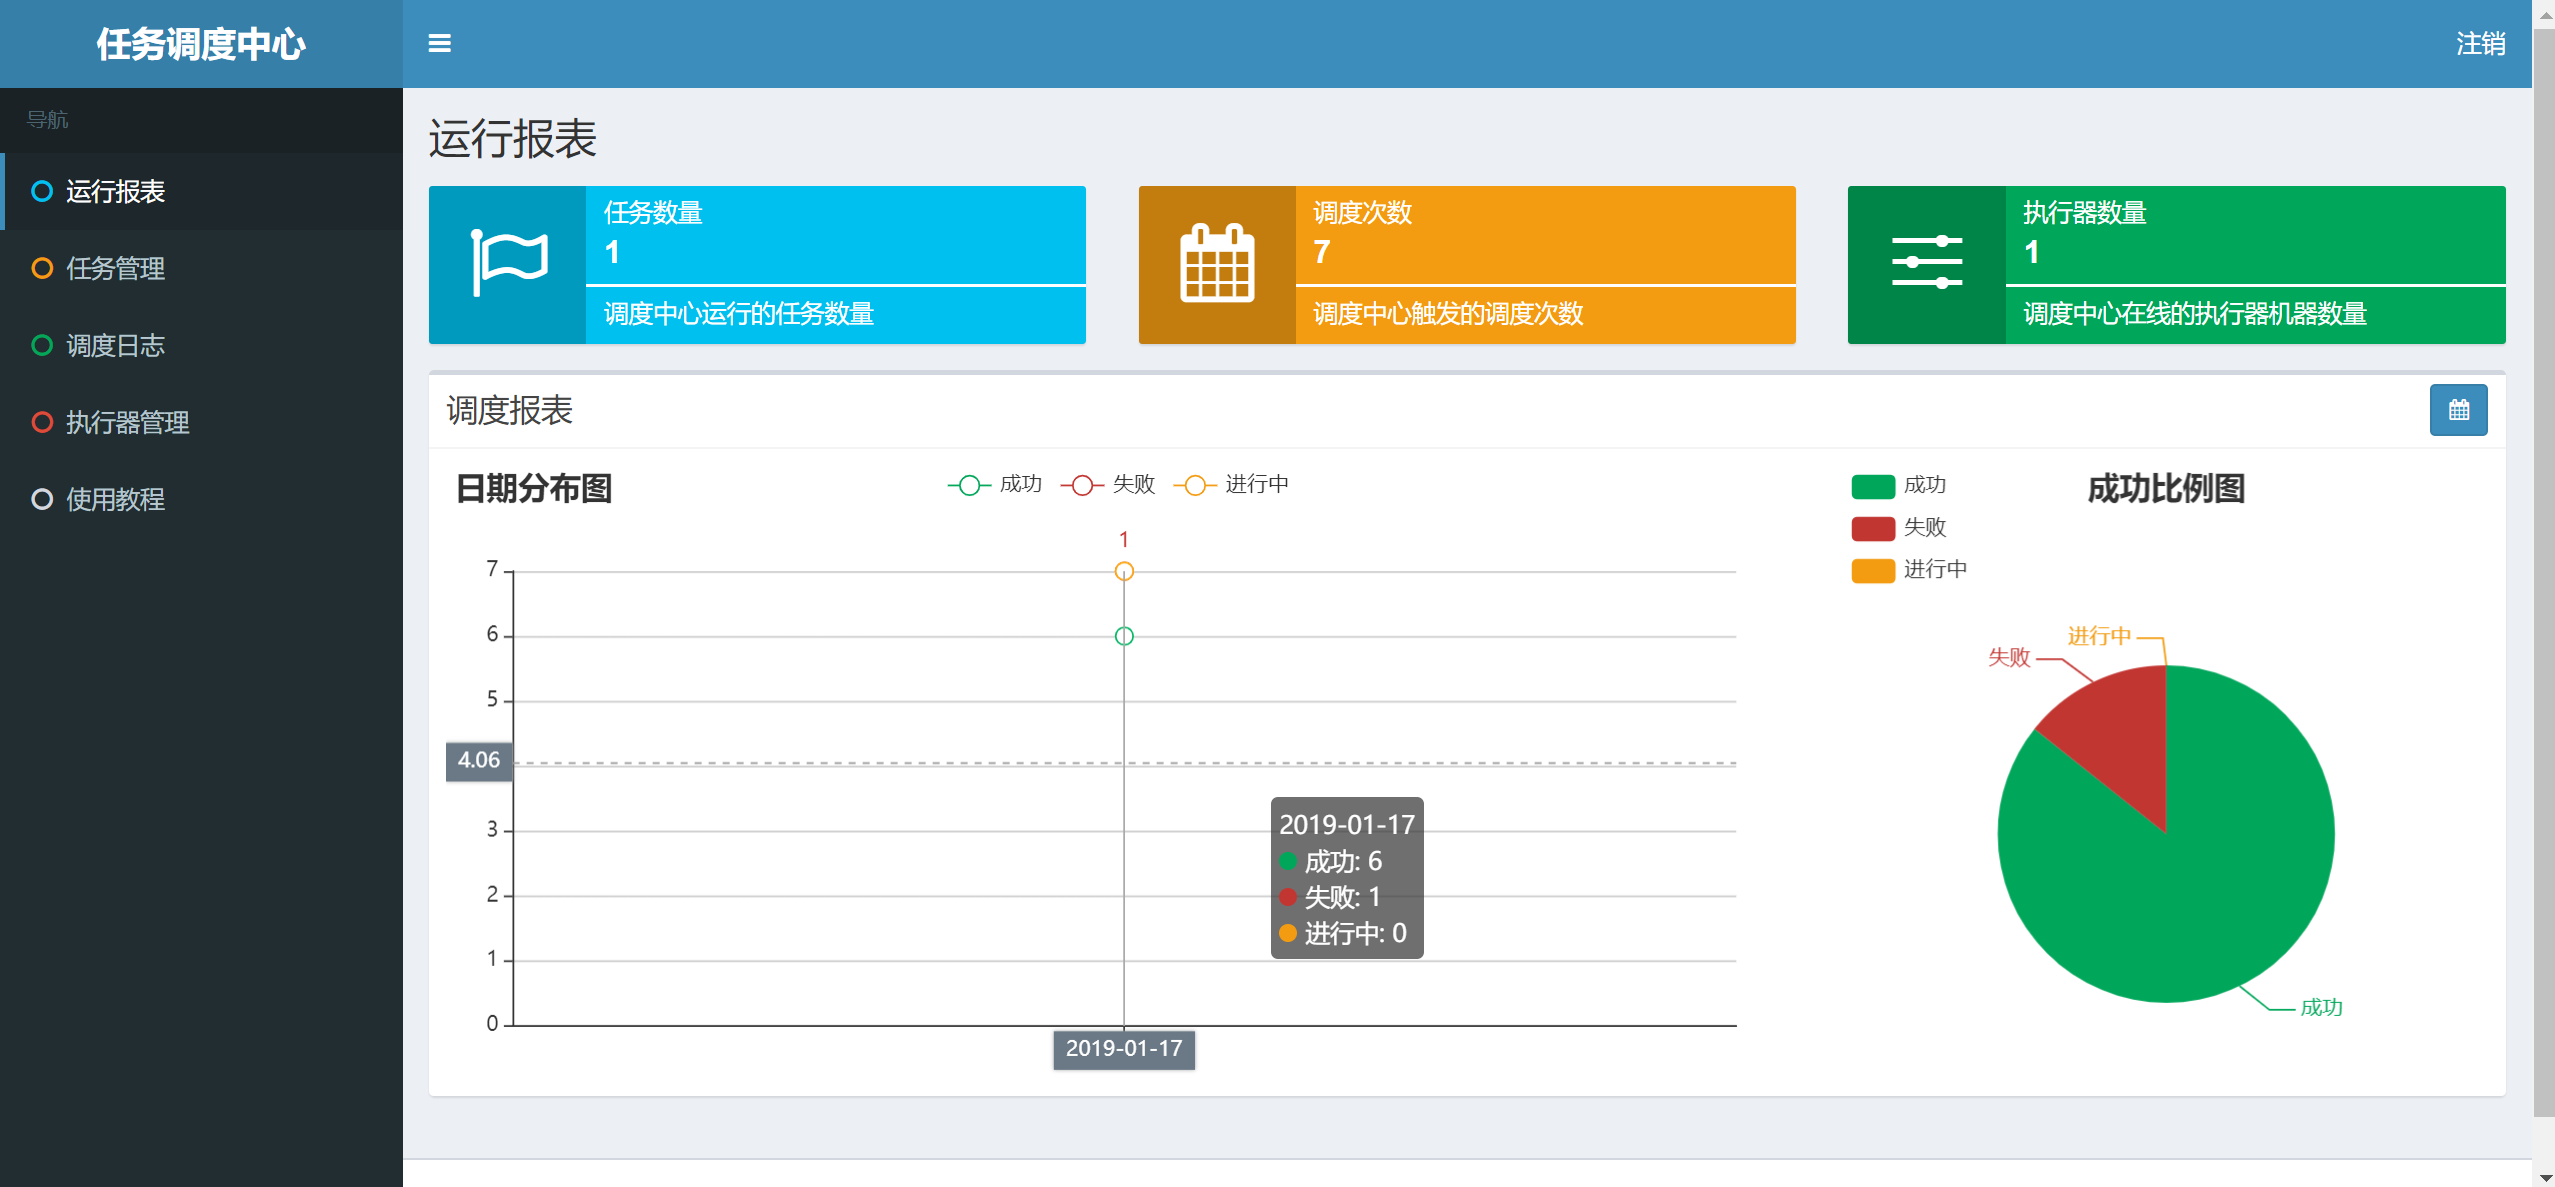 任务调度中心
注销
导航
运行报表
任务管理
调度日志
执行器管理
使用教程
运行报表
任务数量
1
调度中心运行的任务数量
调度次数
7
调度中心触发的调度次数
执行器数量
1
调度中心在线的执行器机器数量
调度报表
日期分布图
成功 失败 进行中
1
7
6
5
4.06
3
2
1
0
2019-01-17
2019-01-17
成功: 6
失败: 1
进行中: 0
成功比例图
成功
失败
进行中
进行中
失败
成功